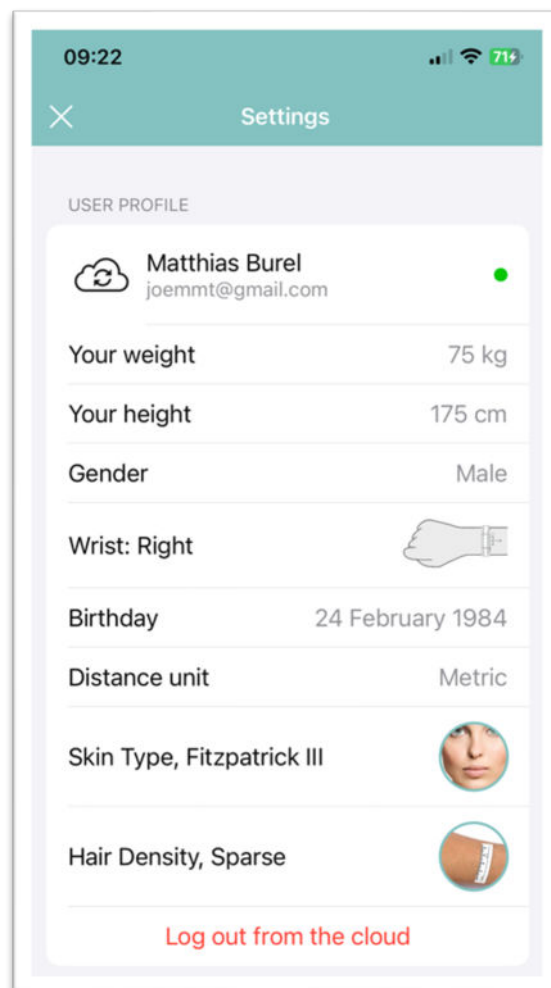 09:22
71
Settings
USER PROFILE
Matthias Burel
joemmt@gmail.com
Your weight 75 kg
Your height 175 cm
Gender Male
Wrist: Right
Birthday 24 February 1984
Distance unit Metric
Skin Type, Fitzpatrick III
Hair Density, Sparse
Log out from the cloud